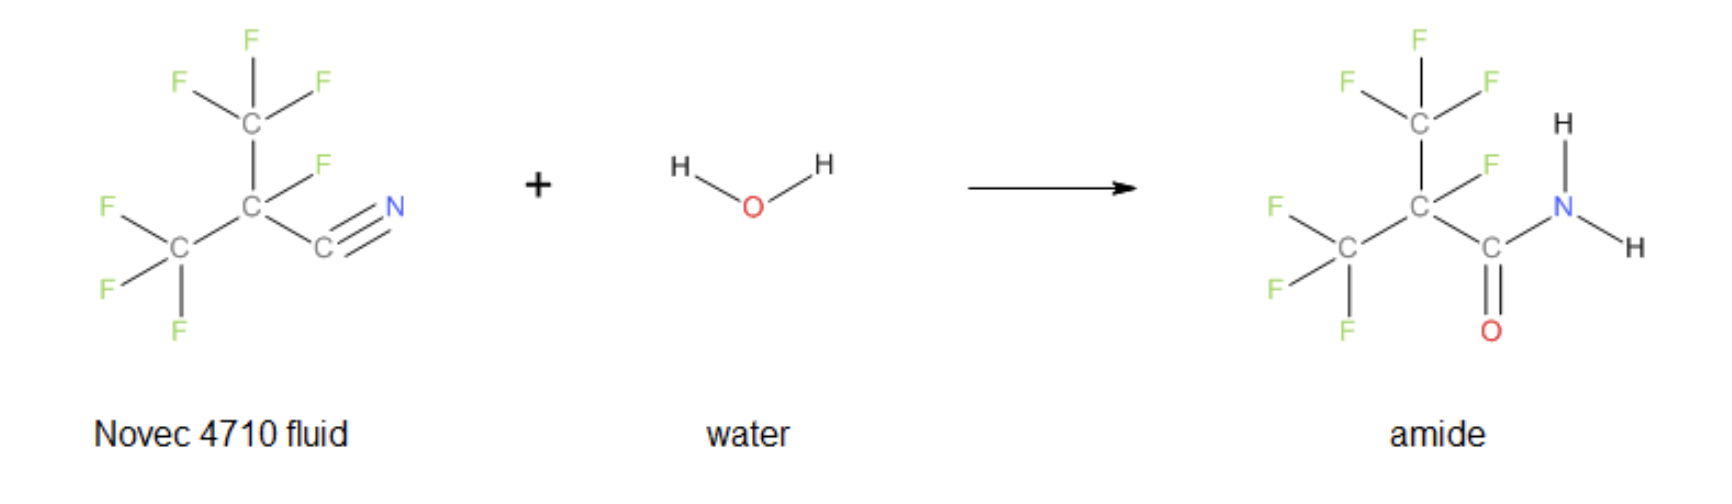 F
F F
C H
F H H F
F C N + O F C N
C C C C H
F F
F F O
Novec 4710 fluid water amide